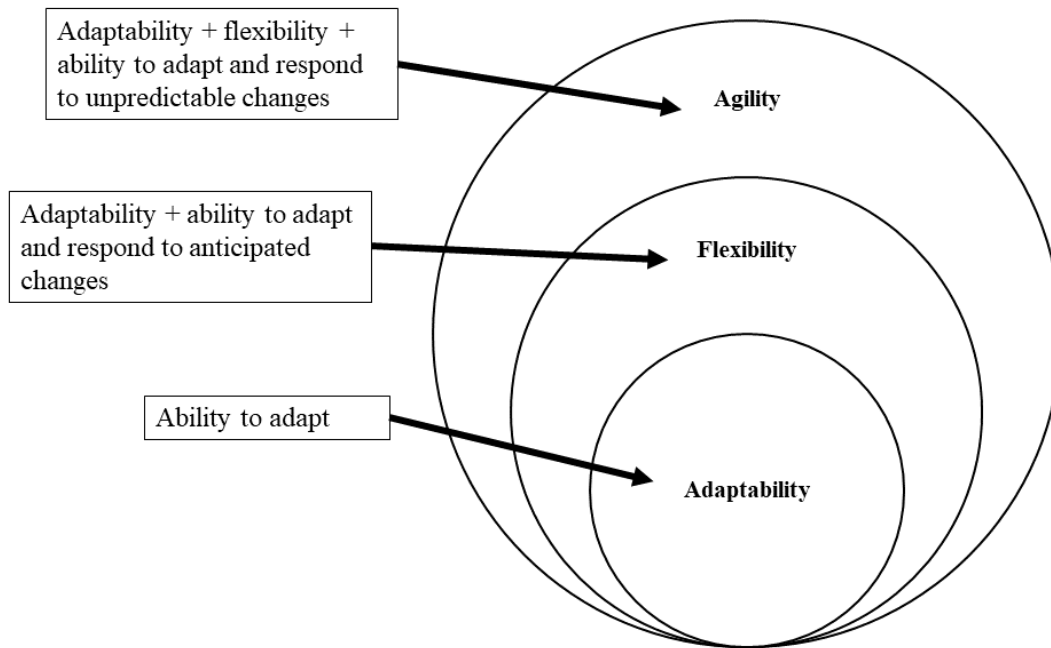 Adaptability + flexibility +
ability to adapt and respond
to unpredictable changes
Agility
Adaptability + ability to adapt
and respond to anticipated
changes
Flexibility
Ability to adapt
Adaptability